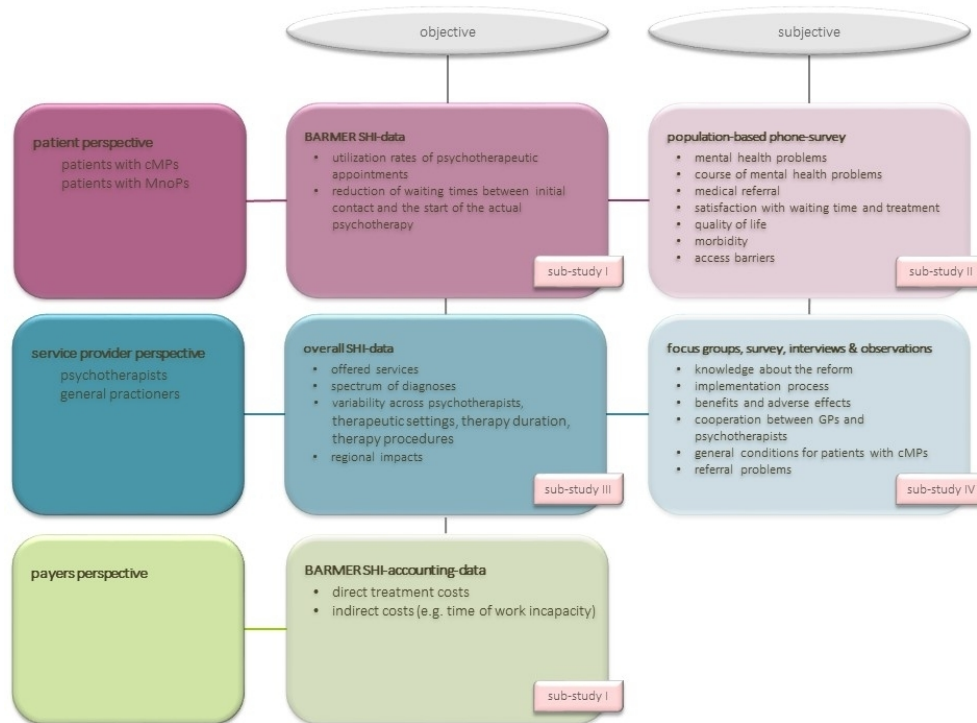 objective
subjective
patient perspective
patients with cMPs
patients with MnoPs
BARMER SHI-data
• utilization rates of psychotherapeutic
appointments
• reduction of waiting times between initial
contact and the start of the actual
psychotherapy
sub-study I
population-based phone-survey
• mental health problems
• course of mental health problems
• medical referral
• satisfaction with waiting time and treatment
• quality of life
• morbidity
• access barriers
sub-study II
service provider perspective
psychotherapists
general practioners
overall SHI-data
• offered services
• spectrum of diagnoses
• variability across psychotherapists,
therapeutic settings, therapy duration,
therapy procedures
• regional impacts
sub-study III
focus groups, survey, interviews & observations
• knowledge about the reform
• implementation process
• benefits and adverse effects
• cooperation between GPs and
psychotherapists
• general conditions for patients with cMPs
• referral problems
sub-study IV
payers perspective
BARMER SHI-accounting-data
• direct treatment costs
• indirect costs (e.g. time of work incapacity)
sub-study I